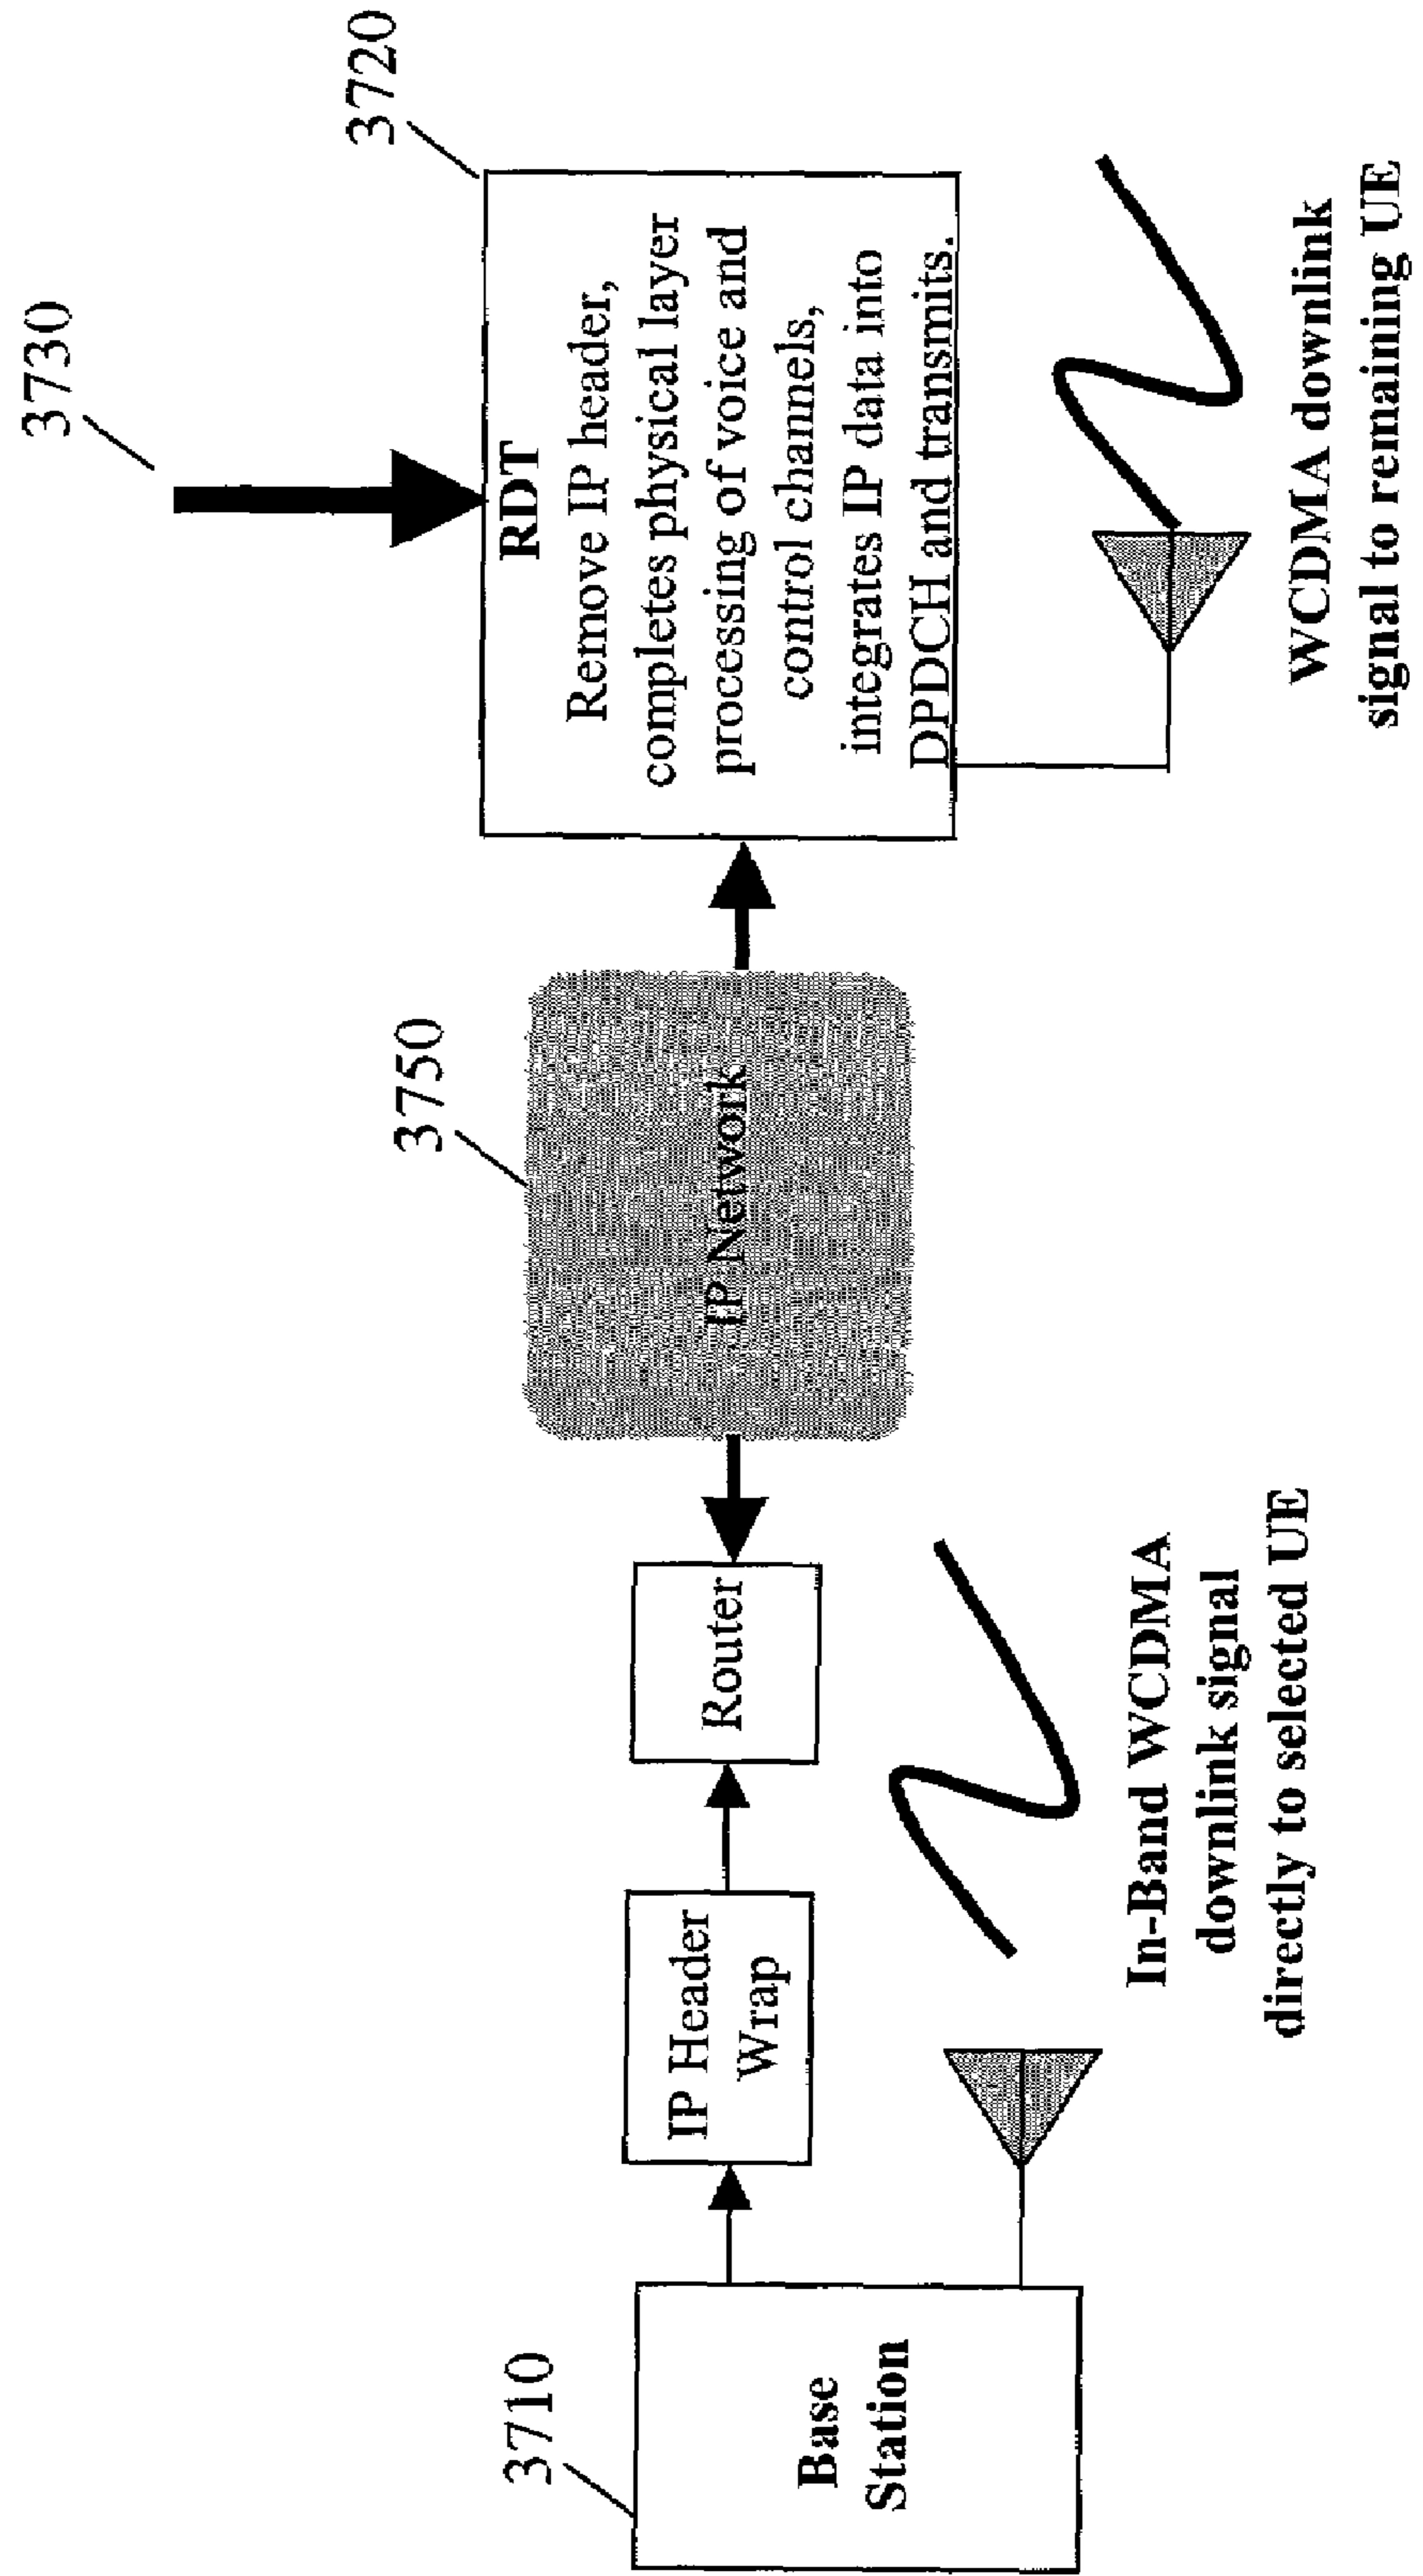 3730
3720
RDT
Remove IP header,
completes physical layer
processing of voice and
control channels,
integrates IP data into
DPDCH and transmits.
WCDMA downlink
signal to remaining UE
3750
IP Network
Router
IP Header
Wrap
In-Band WCDMA
downlink signal
directly to selected UE
3710
Base
Station